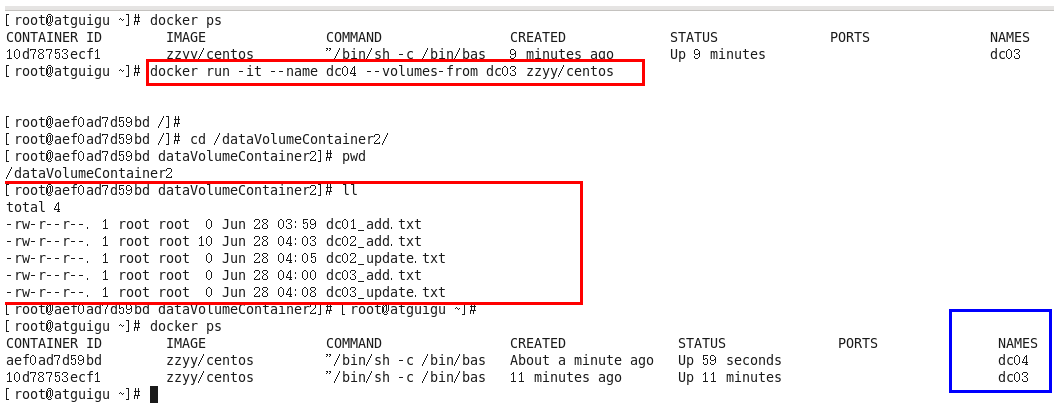 [root@atguigu ~]# docker ps
CONTAINER ID        IMAGE               COMMAND                CREATED             STATUS              PORTS               NAMES
10d78753ecf1        zzyy/centos         "/bin/sh -c /bin/bas   9 minutes ago       Up 9 minutes                            dc03
[root@atguigu ~]# docker run -it --name dc04 --volumes-from dc03 zzyy/centos
[root@aef0ad7d59bd /]#
[root@aef0ad7d59bd /]# cd /dataVolumeContainer2/
[root@aef0ad7d59bd dataVolumeContainer2]# pwd
/dataVolumeContainer2
[root@aef0ad7d59bd dataVolumeContainer2]# ll
total 4
-rw-r--r--. 1 root root  0 Jun 28 03:59 dc01_add.txt
-rw-r--r--. 1 root root 10 Jun 28 04:03 dc02_add.txt
-rw-r--r--. 1 root root  0 Jun 28 04:05 dc02_update.txt
-rw-r--r--. 1 root root  0 Jun 28 04:00 dc03_add.txt
-rw-r--r--. 1 root root  0 Jun 28 04:08 dc03_update.txt
[root@aef0ad7d59bd dataVolumeContainer2]# [root@atguigu ~]#
[root@atguigu ~]# docker ps
CONTAINER ID        IMAGE               COMMAND                CREATED              STATUS              PORTS               NAMES
aef0ad7d59bd        zzyy/centos         "/bin/sh -c /bin/bas   About a minute ago   Up 59 seconds                           dc04
10d78753ecf1        zzyy/centos         "/bin/sh -c /bin/bas   11 minutes ago       Up 11 minutes                           dc03
[root@atguigu ~]#